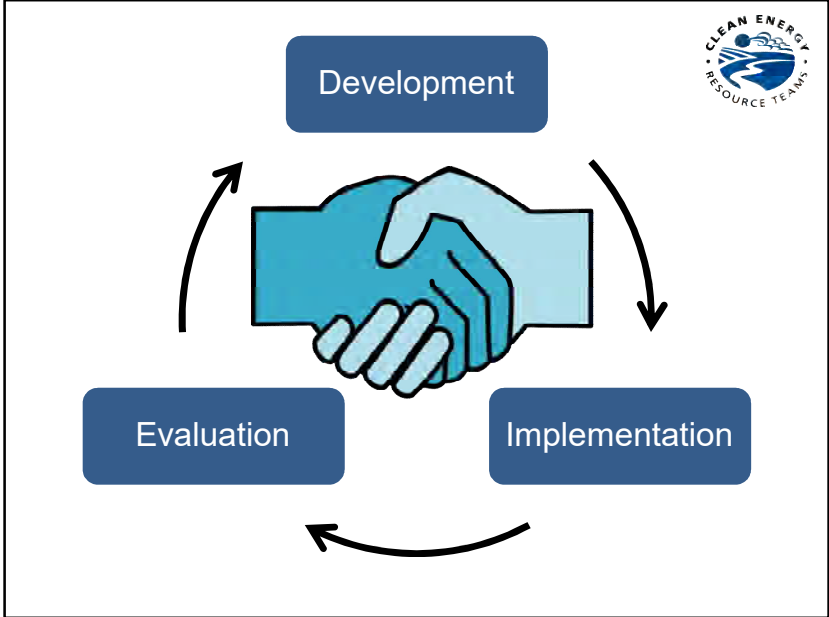 CLEAN ENERGY
RESOURCE TEAMS
Development
Evaluation
Implementation